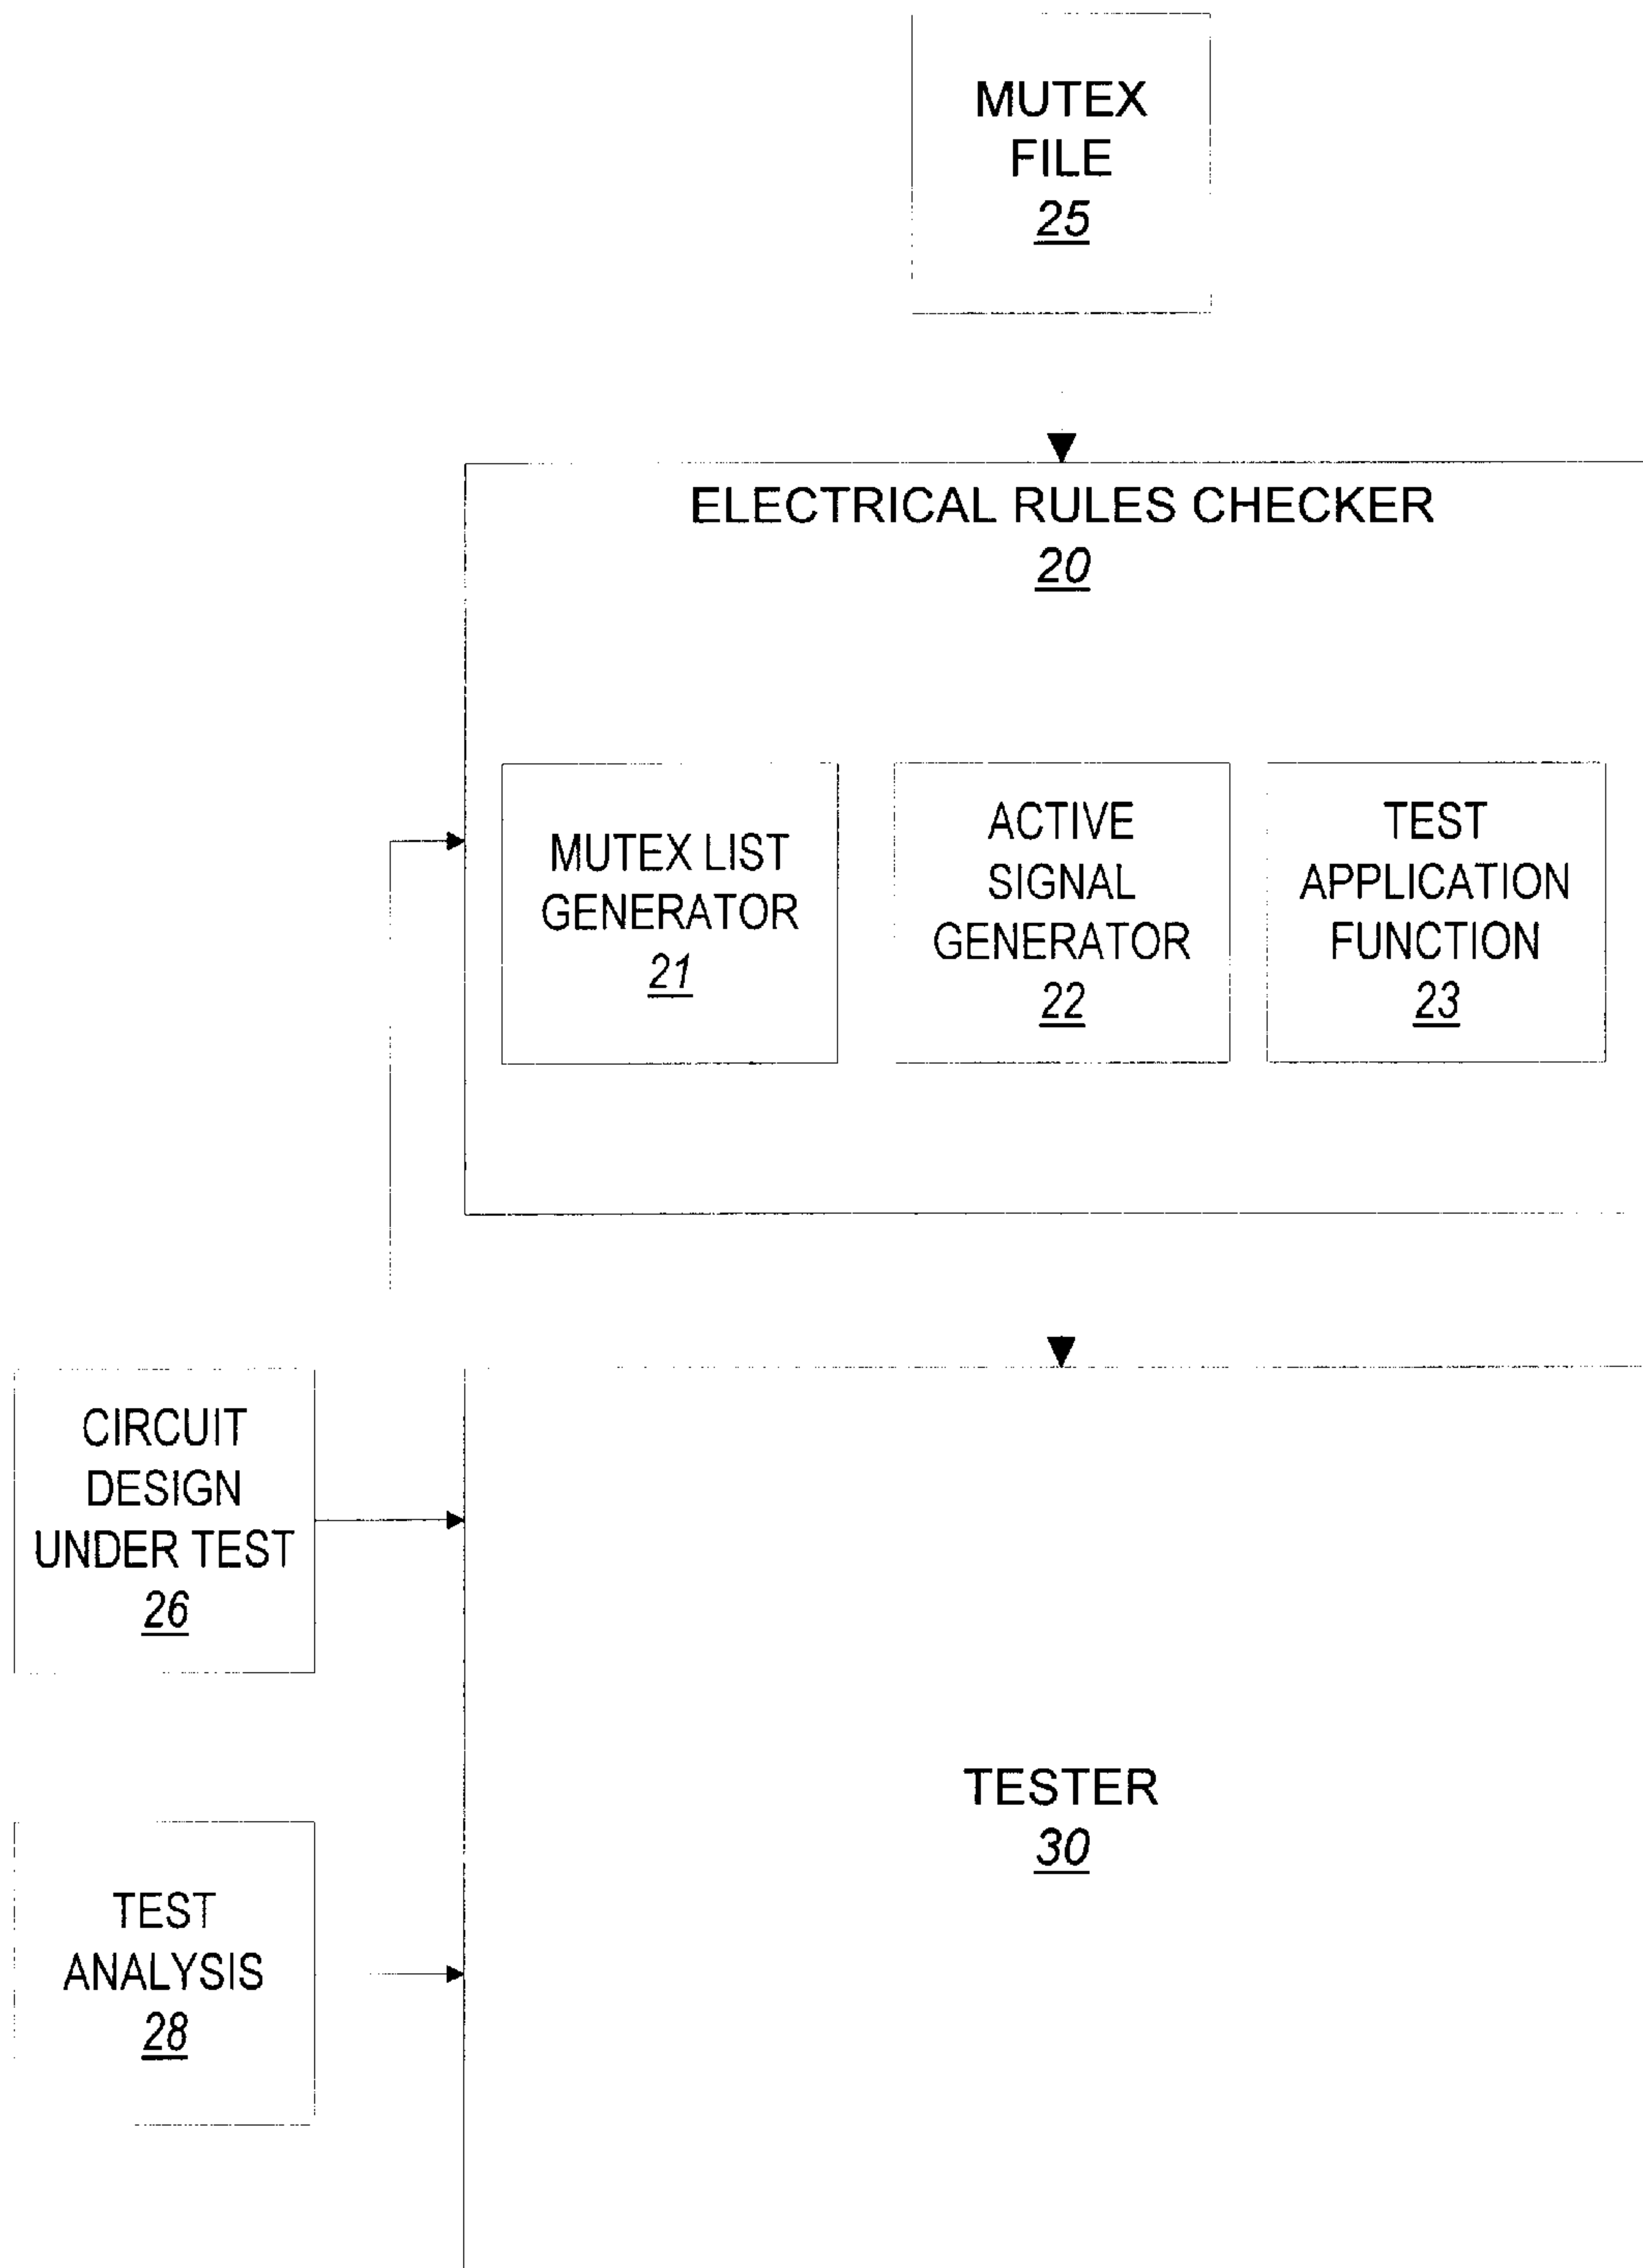 MUTEX
FILE
25
ELECTRICAL RULES CHECKER
20
MUTEX LIST
GENERATOR
21
ACTIVE
SIGNAL
GENERATOR
22
TEST
APPLICATION
FUNCTION
23
CIRCUIT
DESIGN
UNDER TEST
26
TEST
ANALYSIS
28
TESTER
30